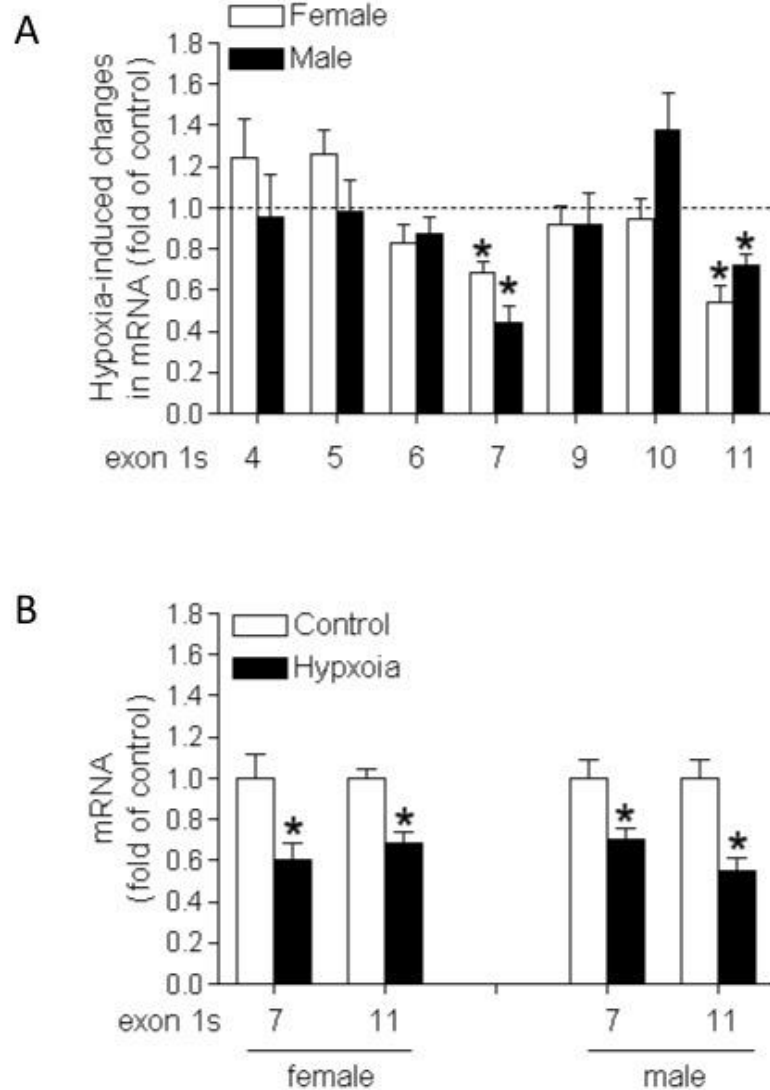 A
Female
Male
Hypoxia-induced changes
in mRNA (fold of control)
1.8
1.6
1.4
1.2
1.0
0.8
0.6
0.4
0.2
0.0
* * * *
exon 1s 4 5 6 7 9 10 11
B
Control
Hypxoia
mRNA
(fold of control)
1.8
1.6
1.4
1.2
1.0
0.8
0.6
0.4
0.2
0.0
* * * *
exon 1s 7 11 7 11
female male